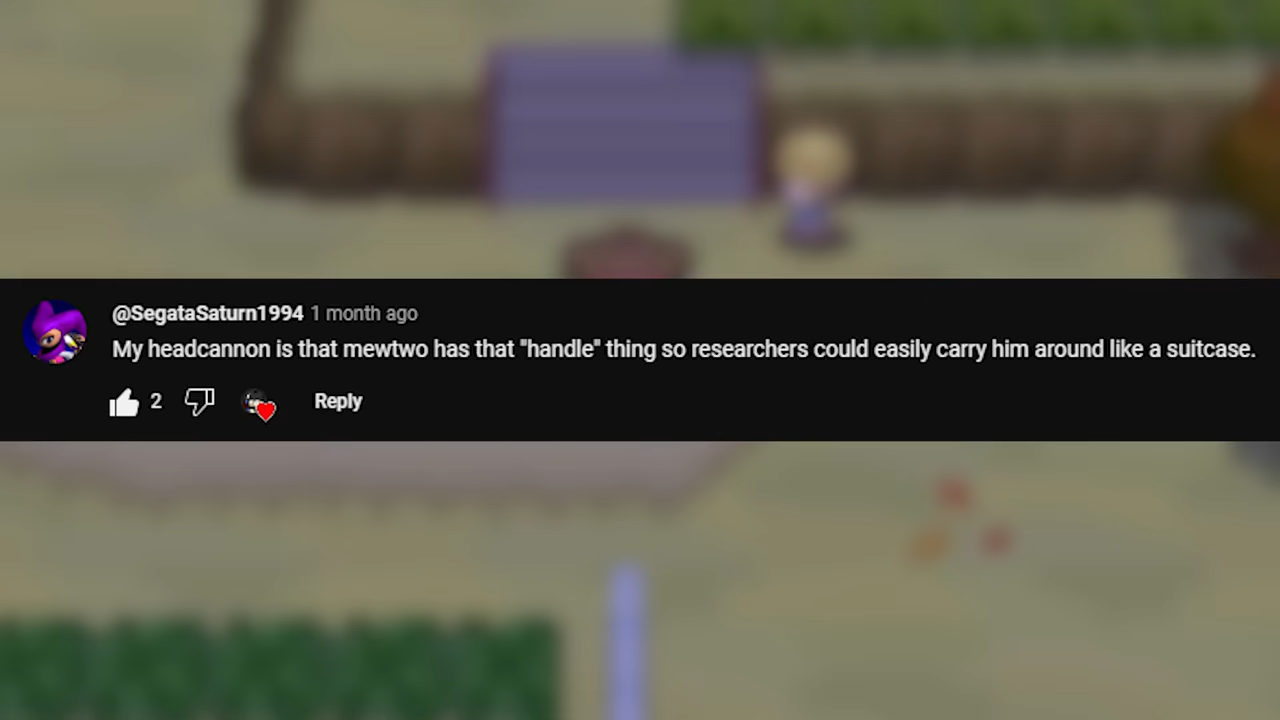 @SegataSaturn1994 1 month ago
My headcannon is that mewtwo has that "handle" thing so researchers could easily carry him around like a suitcase.
2 Reply